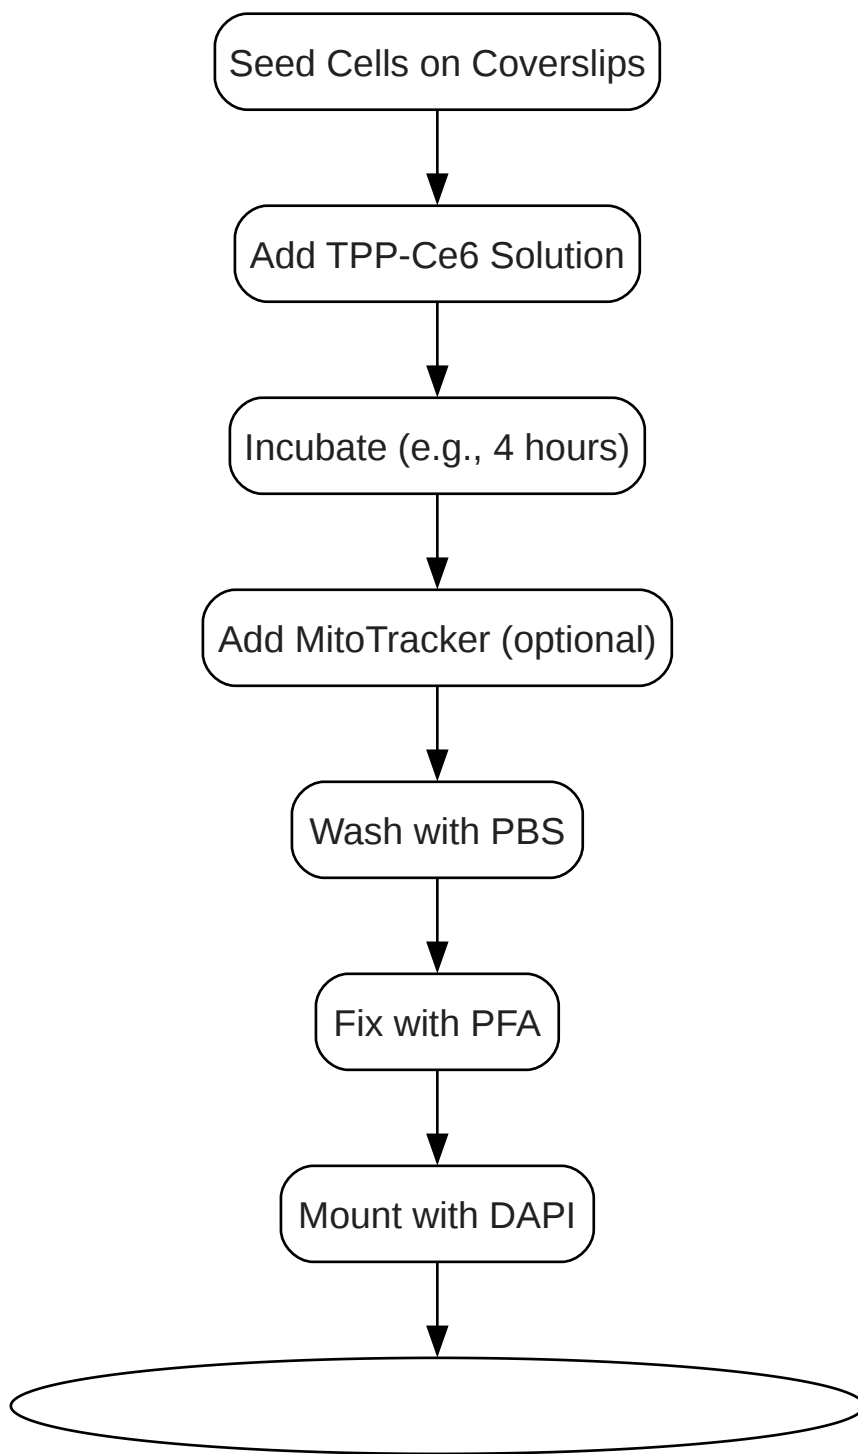 Seed Cells on Coverslips
Add TPP-Ce6 Solution
Incubate (e.g., 4 hours)
Add MitoTracker (optional)
Wash with PBS
Fix with PFA
Mount with DAPI